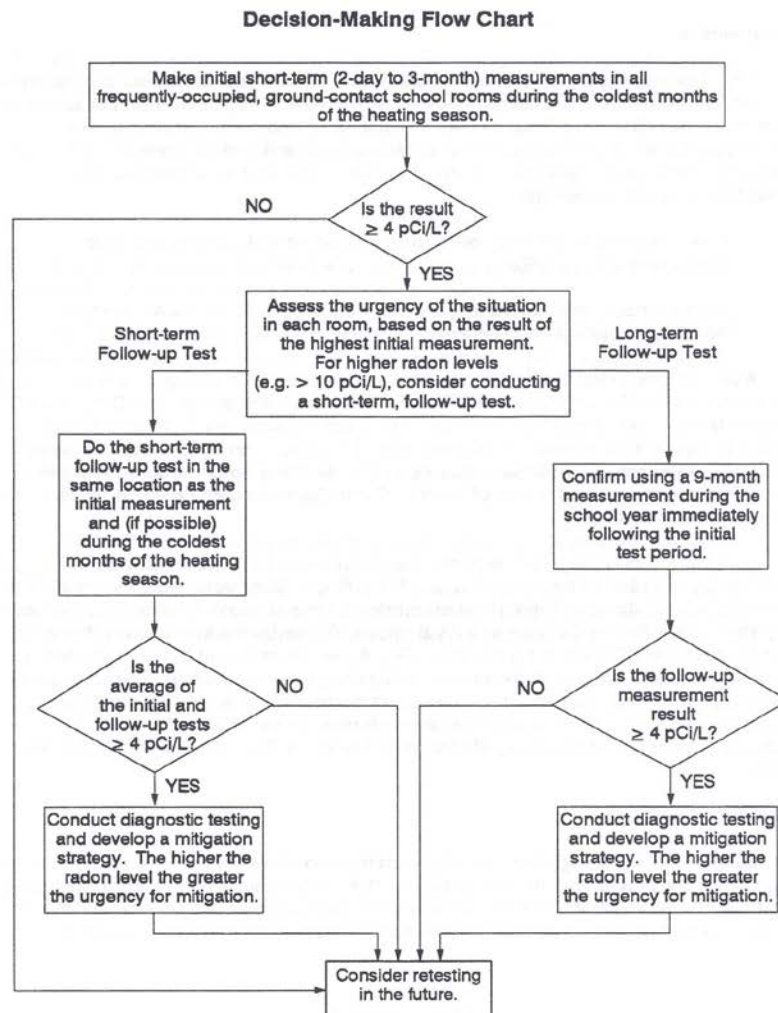 Decision-Making Flow Chart
Make initial short-term (2-day to 3-month) measurements in all
frequently-occupied, ground-contact school rooms during the coldest months
of the heating season.
NO
Is the result
≥ 4 pCi/L?
YES
Assess the urgency of the situation
in each room, based on the result of
the highest initial measurement.
For higher radon levels
(e.g. > 10 pCi/L), consider conducting
a short-term, follow-up test.
Short-term
Follow-up Test
Long-term
Follow-up Test
Do the short-term
follow-up test in the
same location as the
initial measurement
and (if possible)
during the coldest
months of the heating
season.
Confirm using a 9-month
measurement during the
school year immediately
following the initial
test period.
Is the
average of
the initial and
follow-up tests
≥ 4 pCi/L?
NO
YES
NO
Is the follow-up
measurement
result
≥ 4 pCi/L?
YES
Conduct diagnostic testing
and develop a mitigation
strategy. The higher the
radon level the greater
the urgency for mitigation.
Conduct diagnostic testing
and develop a mitigation
strategy. The higher the
radon level the greater
the urgency for mitigation.
Consider retesting
in the future.